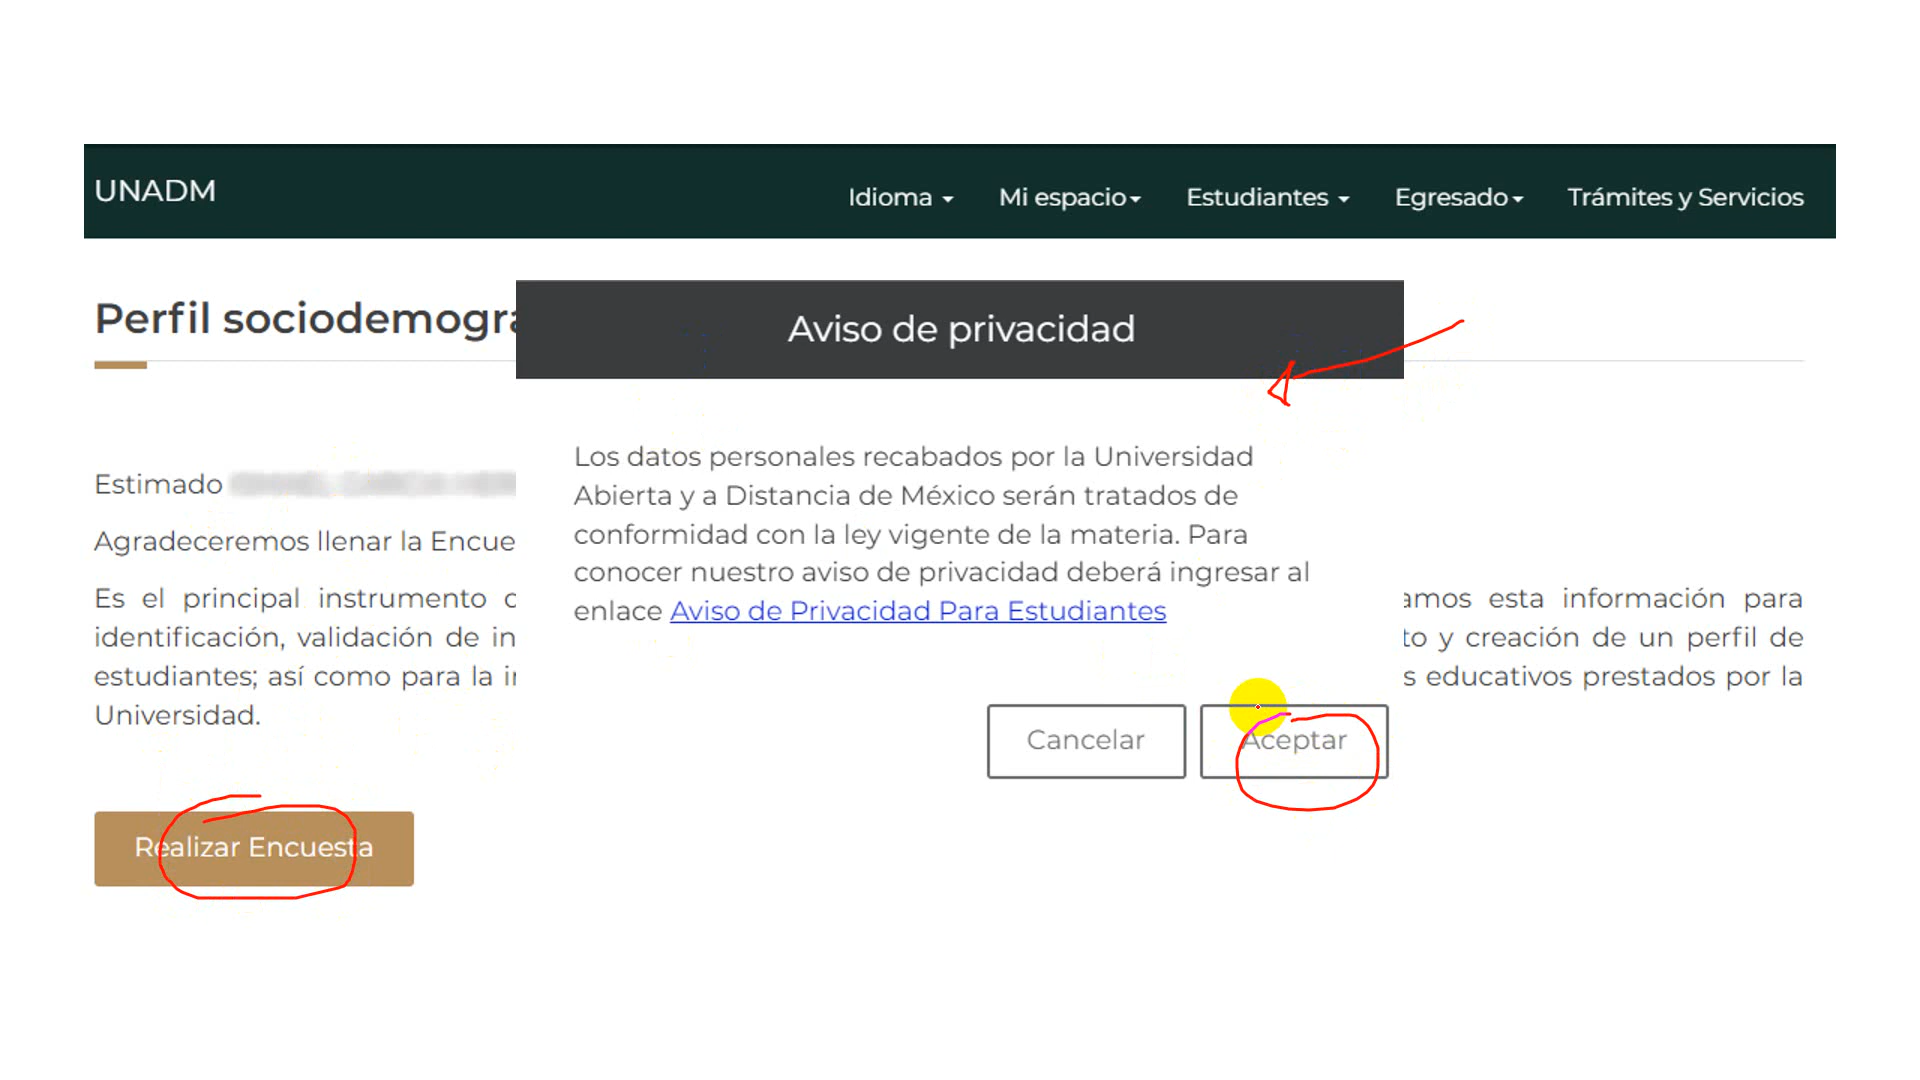 UNADM
Idioma Mi espacio Estudiantes Egresado Trámites y Servicios
Perfil sociodemogra
Aviso de privacidad
Los datos personales recabados por la Universidad
Abierta y a Distancia de México serán tratados de
conformidad con la ley vigente de la materia. Para
conocer nuestro aviso de privacidad deberá ingresar al
enlace Aviso de Privacidad Para Estudiantes
Cancelar Aceptar
Estimado
Agradeceremos llenar la Encue
Es el principal instrumento amos esta información para
identificación, validación de in to y creación de un perfil de
estudiantes; así como para la s educativos prestados por la
Universidad.
Realizar Encuesta